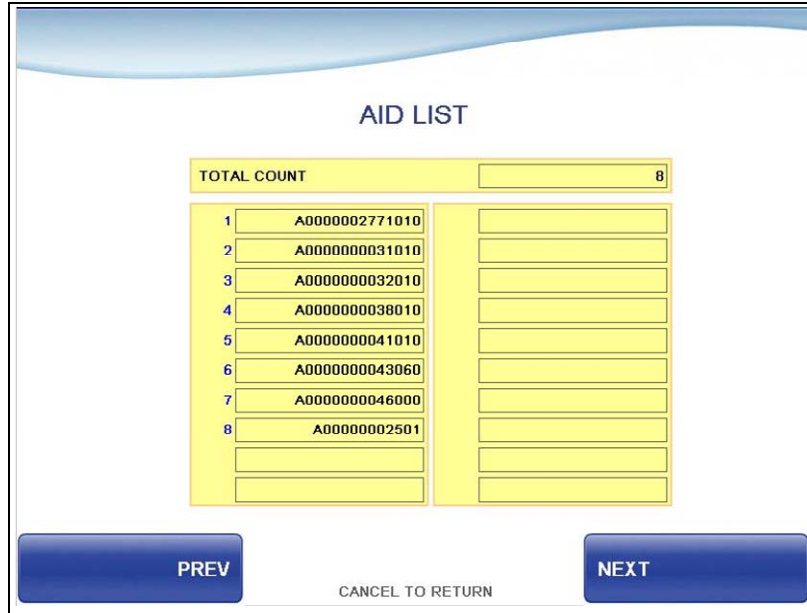 AID LIST
TOTAL COUNT 8
1 A0000002771010
2 A0000000031010
3 A0000000032010
4 A0000000038010
5 A0000000041010
6 A0000000043060
7 A0000000046000
8 A00000002501
PREV
NEXT
CANCEL TO RETURN